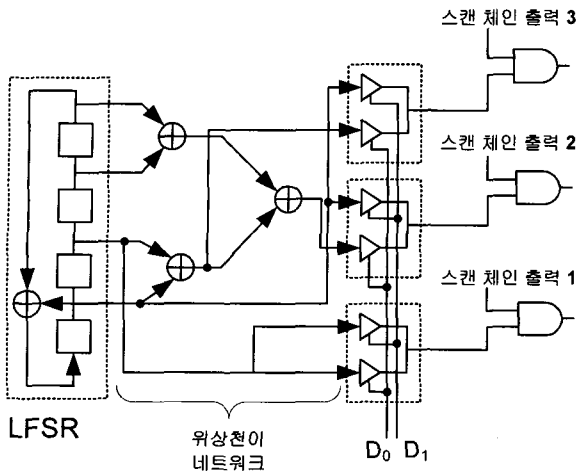 스캔 체인 출력 3
스캔 체인 출력 2
스캔 체인 출력 1
LFSR
위상천이
네트워크
D₀ D₁